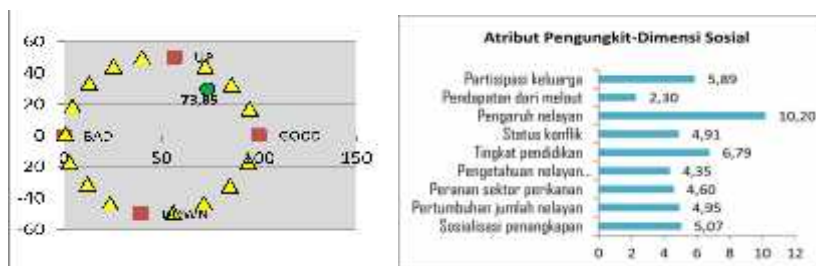 60
40
UP
20
73,85
0
BAD
GOOD
0
50
100
150
20
-40
DOWN
-60
Atribut Pengungkit-Dimensi Sosial
Partisipasi keluarga 5,89
Pendapatan dari melaut 2,30
Pengaruh nelayan 10,20
Status konflik 4,91
Tingkat pendidikan 6,79
Pengetahuan nelayan... 4,35
Peranan sektor perikanan 4,60
Pertumbuhan jumlah nelayan 4,95
Sosialisasi penangkapan 5,07
0 2 4 6 8 10 12